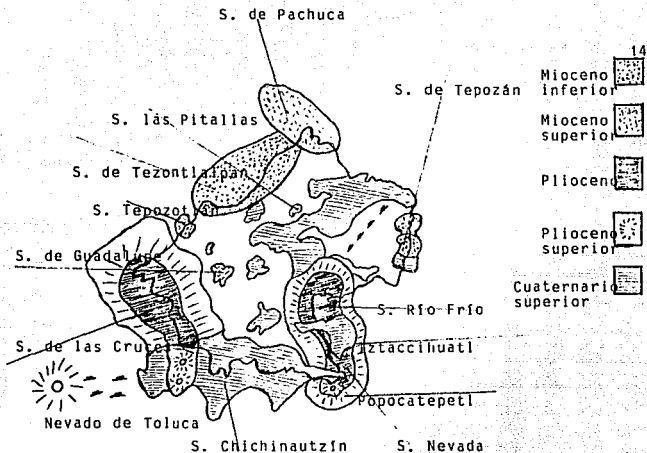 S. de Pachuca
14
Mioceno
inferior
S. de Tepozán
S. las Pitallas
Mioceno
superior
S. de Tezontlalpan
Plioceno
S. Tepozotlán
Plioceno
superior
S. de Guadalupe
Cuaternario
superior
S. Río Frío
S. de las Cruces
Iztaccihuatl
Popocatepetl
Nevado de Toluca
S. Chichinautzín
S. Nevada